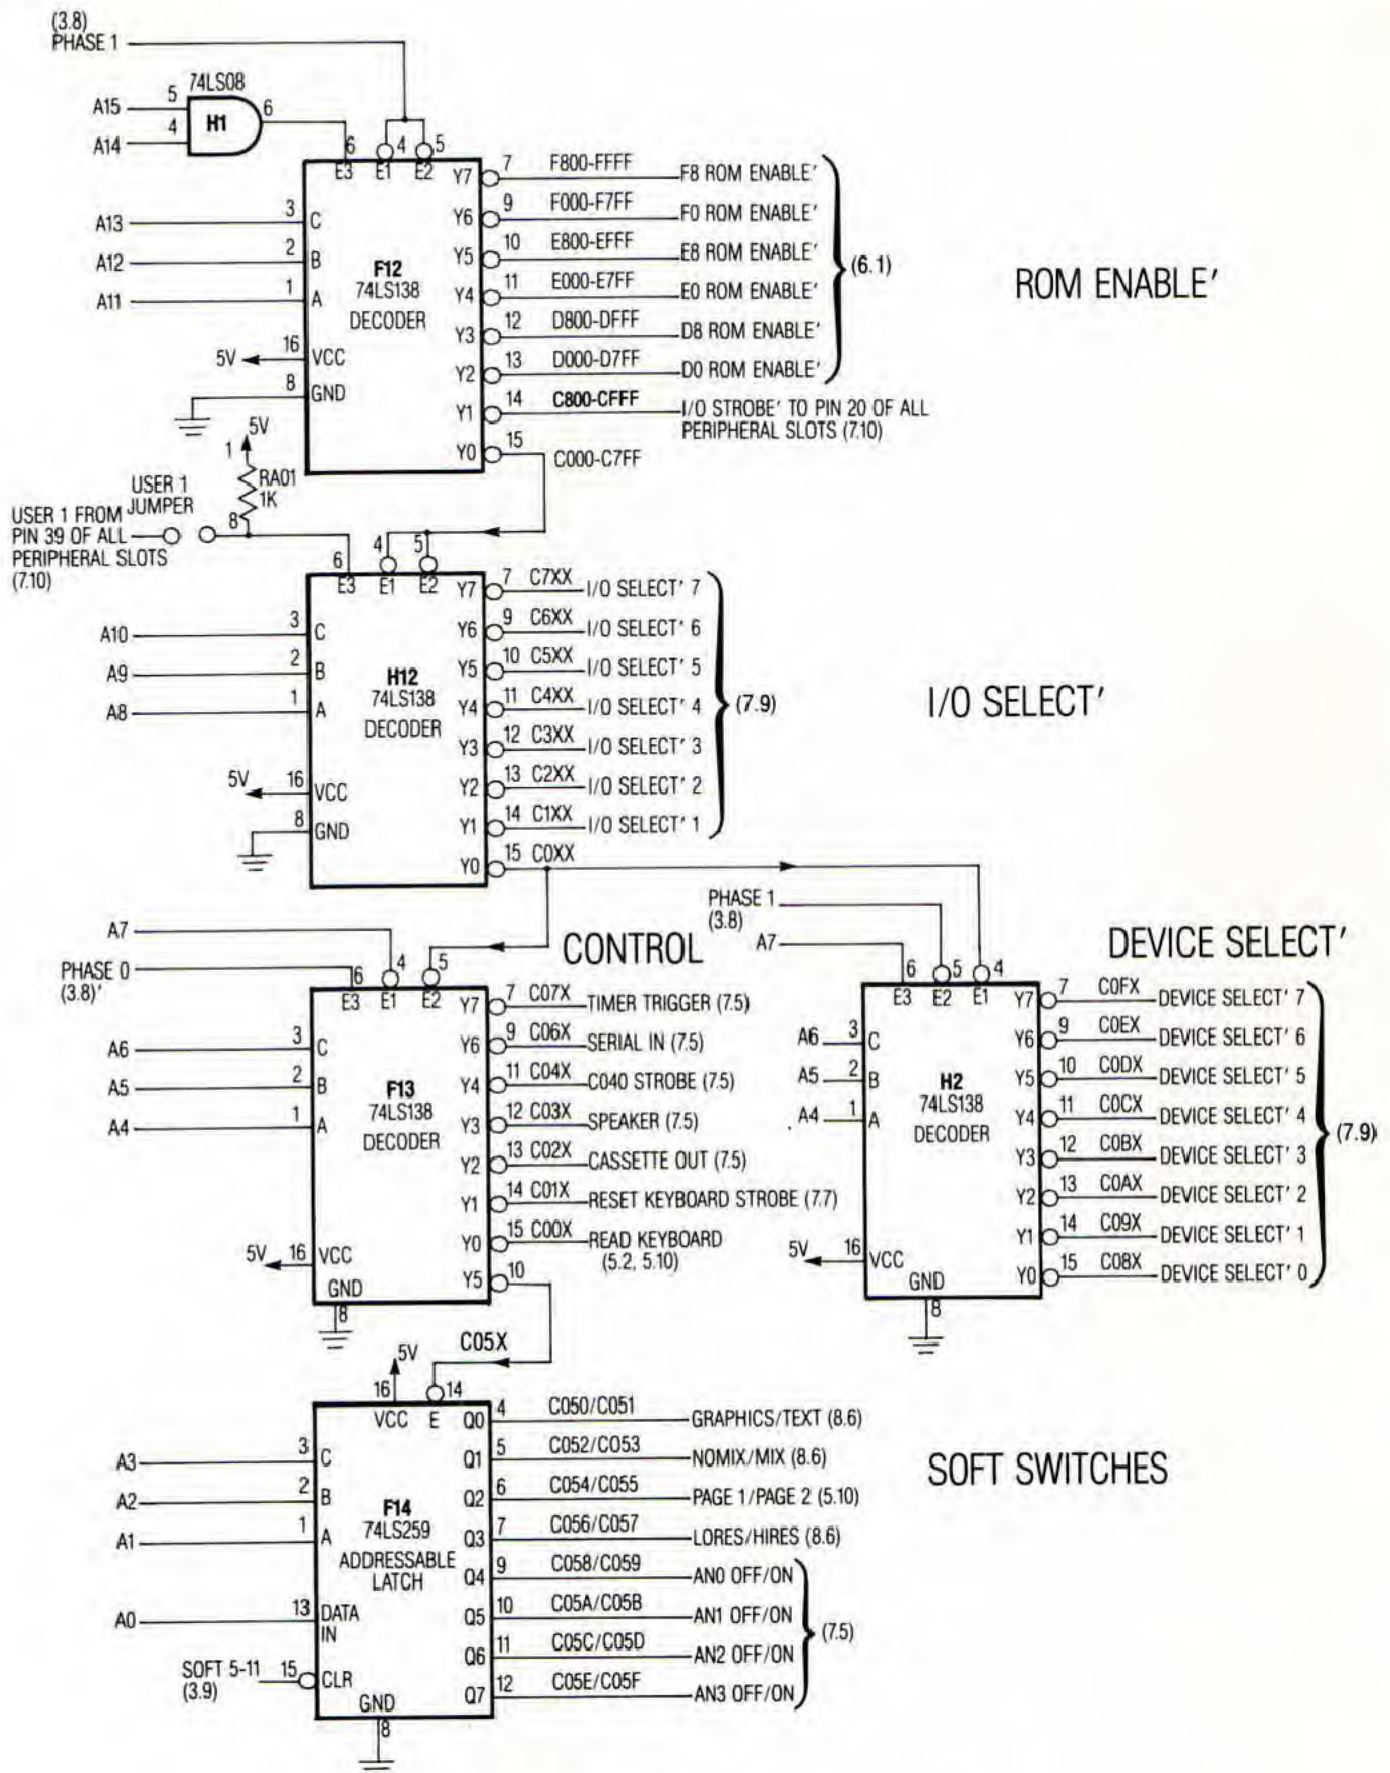 (3.8)
PHASE 1
74LS08
A15
5
6
H1
A14
4
6
4
5
E3
E1
E2
A13
3
C
A12
2
B
A11
1
A
F12
74LS138
DECODER
5V
16
VCC
8
GND
Y7
7
F800-FFFF
F8 ROM ENABLE′
Y6
9
F000-F7FF
F0 ROM ENABLE′
Y5
10
E800-EFFF
E8 ROM ENABLE′
Y4
11
E000-E7FF
E0 ROM ENABLE′
Y3
12
D800-DFFF
D8 ROM ENABLE′
Y2
13
D000-D7FF
D0 ROM ENABLE′
(6.1)
Y1
14
C800-CFFF
I/O STROBE′ TO PIN 20 OF ALL
PERIPHERAL SLOTS (7.10)
Y0
15
C000-C7FF
ROM ENABLE′
5V
1
RA01
1K
8
USER 1
JUMPER
USER 1 FROM
PIN 39 OF ALL
PERIPHERAL SLOTS
(7.10)
6
4
5
E3
E1
E2
A10
3
C
A9
2
B
A8
1
A
H12
74LS138
DECODER
5V
16
VCC
8
GND
Y7
7
C7XX
I/O SELECT′ 7
Y6
9
C6XX
I/O SELECT′ 6
Y5
10
C5XX
I/O SELECT′ 5
Y4
11
C4XX
I/O SELECT′ 4
Y3
12
C3XX
I/O SELECT′ 3
Y2
13
C2XX
I/O SELECT′ 2
Y1
14
C1XX
I/O SELECT′ 1
Y0
15
C0XX
(7.9)
I/O SELECT′
A7
PHASE 0
(3.8)′
6
4
5
E3
E1
E2
CONTROL
A6
3
C
A5
2
B
A4
1
A
F13
74LS138
DECODER
5V
16
VCC
GND
8
Y7
7
C07X
TIMER TRIGGER (7.5)
Y6
9
C06X
SERIAL IN (7.5)
Y4
11
C04X
C040 STROBE (7.5)
Y3
12
C03X
SPEAKER (7.5)
Y2
13
C02X
CASSETTE OUT (7.5)
Y1
14
C01X
RESET KEYBOARD STROBE (7.7)
Y0
15
C00X
READ KEYBOARD
(5.2, 5.10)
Y5
10
C05X
PHASE 1
(3.8)
A7
6
5
4
E3
E2
E1
DEVICE SELECT′
A6
3
C
A5
2
B
A4
1
A
H2
74LS138
DECODER
5V
16
VCC
GND
8
Y7
7
C0FX
DEVICE SELECT′ 7
Y6
9
C0EX
DEVICE SELECT′ 6
Y5
10
C0DX
DEVICE SELECT′ 5
Y4
11
C0CX
DEVICE SELECT′ 4
Y3
12
C0BX
DEVICE SELECT′ 3
Y2
13
C0AX
DEVICE SELECT′ 2
Y1
14
C09X
DEVICE SELECT′ 1
Y0
15
C08X
DEVICE SELECT′ 0
(7.9)
5V
16
14
VCC
E
A3
3
C
A2
2
B
A1
1
A
F14
74LS259
ADDRESSABLE
LATCH
A0
13
DATA
IN
SOFT 5-11
(3.9)
15
CLR
GND
8
Q0
4
C050/C051
GRAPHICS/TEXT (8.6)
Q1
5
C052/C053
NOMIX/MIX (8.6)
Q2
6
C054/C055
PAGE 1/PAGE 2 (5.10)
Q3
7
C056/C057
LORES/HIRES (8.6)
Q4
9
C058/C059
AN0 OFF/ON
Q5
10
C05A/C05B
AN1 OFF/ON
Q6
11
C05C/C05D
AN2 OFF/ON
Q7
12
C05E/C05F
AN3 OFF/ON
(7.5)
SOFT SWITCHES